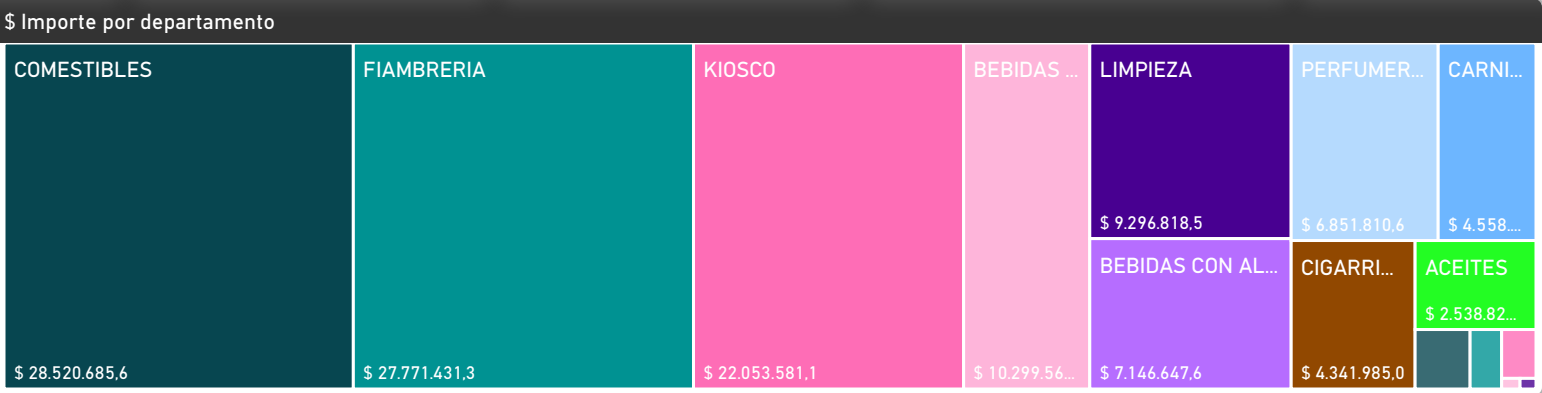 $ Importe por departamento
COMESTIBLES
$ 28.520.685,6
FIAMBRERIA
$ 27.771.431,3
KIOSCO
$ 22.053.581,1
BEBIDAS ...
$ 10.299.56...
LIMPIEZA
$ 9.296.818,5
BEBIDAS CON AL...
$ 7.146.647,6
PERFUMER...
$ 6.851.810,6
CARNI...
$ 4.558....
CIGARRI...
$ 4.341.985,0
ACEITES
$ 2.538.82...